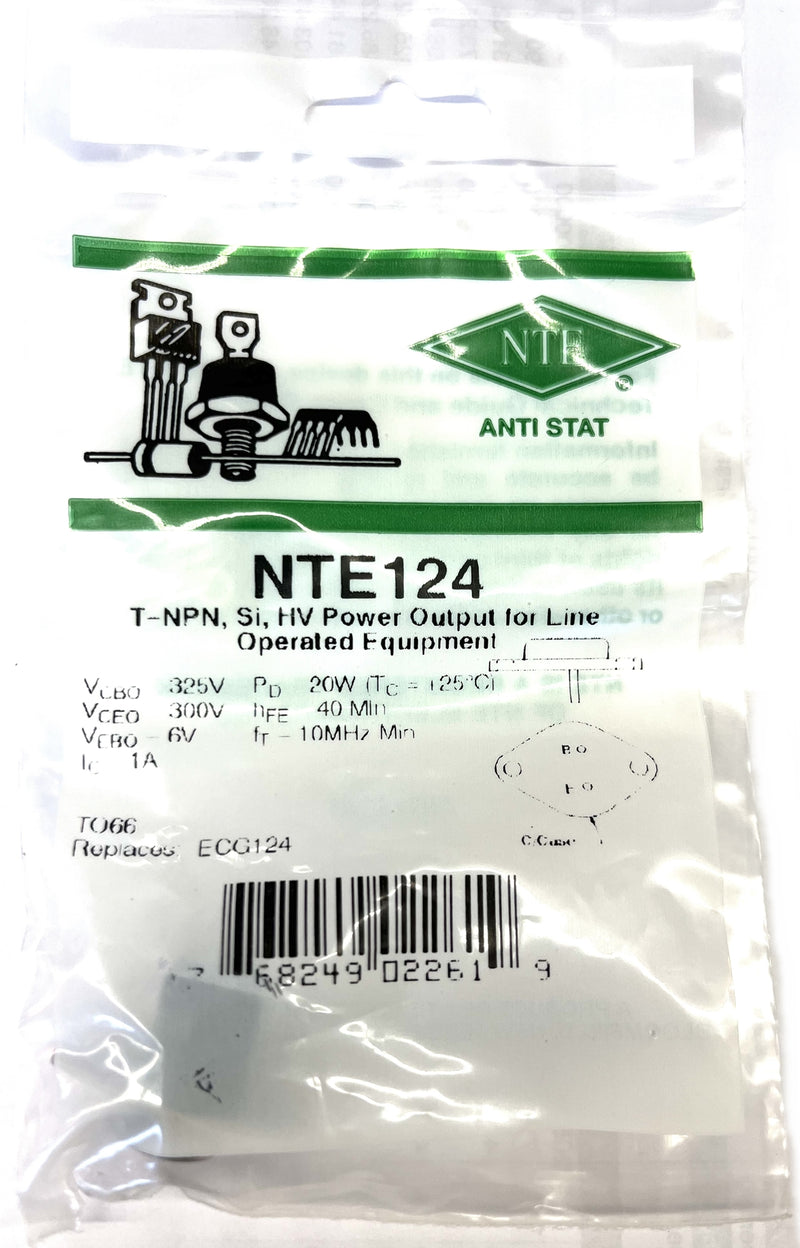 NTE
®
ANTI STAT
NTE124
T-NPN, Si, HV Power Output for Line
Operated Equipment
VCBO 325V PD 20W (TC = +25°C)
VCEO 300V hFE 40 Min
VEBO - 6V fT - 10MHz Min
IC 1A
B
E
TO66
C/Case
Replaces: ECG124
7 68249 02261 9